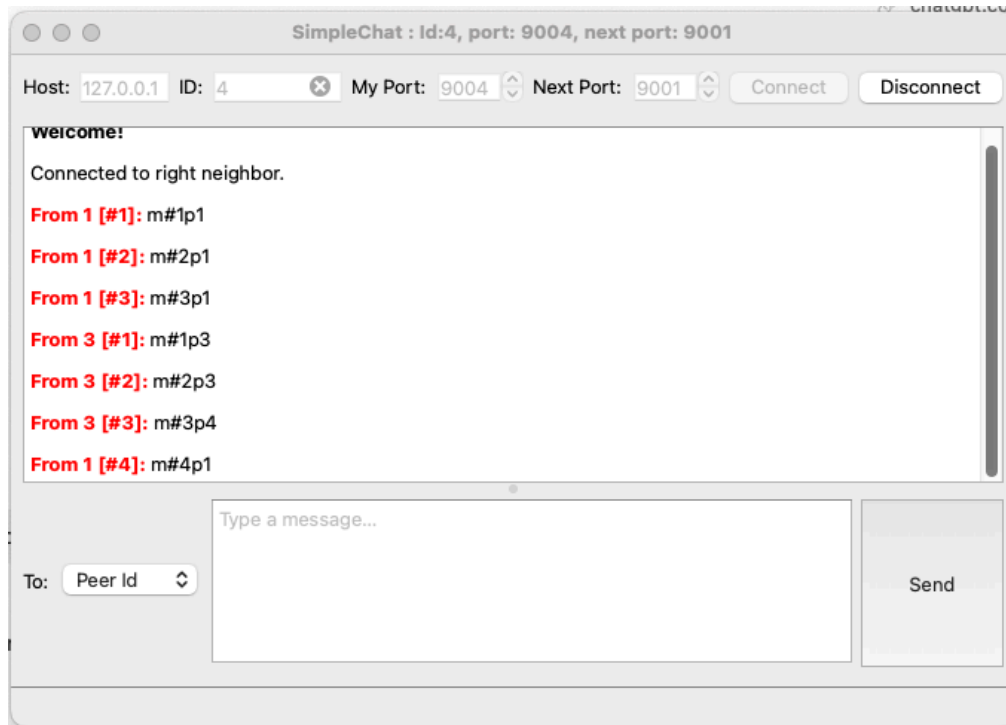 SimpleChat : Id:4, port: 9004, next port: 9001
Host: 127.0.0.1 ID: 4 My Port: 9004 Next Port: 9001 Connect Disconnect
Welcome!
Connected to right neighbor.
From 1 [#1]: m#1p1
From 1 [#2]: m#2p1
From 1 [#3]: m#3p1
From 3 [#1]: m#1p3
From 3 [#2]: m#2p3
From 3 [#3]: m#3p4
From 1 [#4]: m#4p1
Type a message...
To: Peer Id
Send